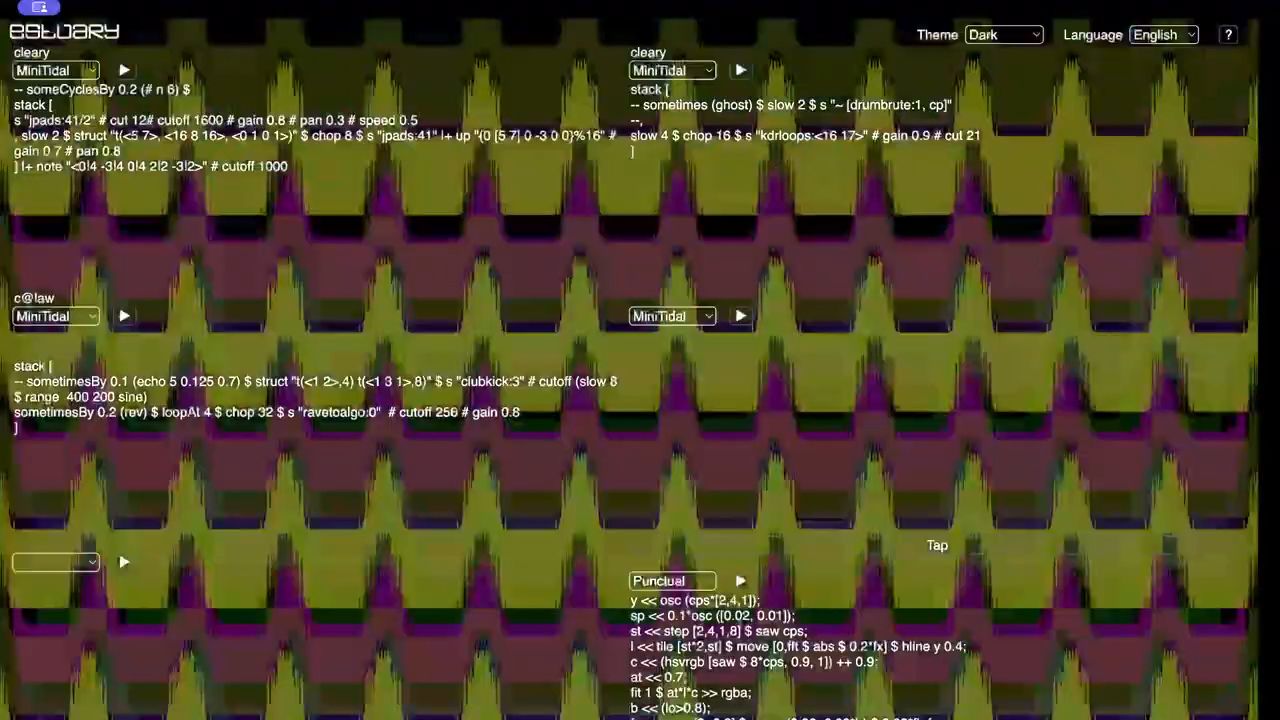 estuary
Theme Dark Language English ?
cleary
MiniTidal
-- someCyclesBy 0.2 (# n 6) $
stack [
s "jpads:41/2" # cut 12# cutoff 1600 # gain 0.8 # pan 0.3 # speed 0.5
, slow 2 $ struct "t(<5 7>, <16 8 16>, <0 1 0 1>)" $ chop 8 $ s "jpads:41" |+ up "{0 [5 7] 0 -3 0 0}%16" #
gain 0.7 # pan 0.8
] |+ note "<0!4 -3!4 0!4 2!2 -3!2>" # cutoff 1000
cleary
MiniTidal
stack [
-- sometimes (ghost) $ slow 2 $ s "~ [drumbrute:1, cp]"
--,
slow 4 $ chop 16 $ s "kdrloops:<16 17>" # gain 0.9 # cut 21
]
c@law
MiniTidal
stack [
-- sometimesBy 0.1 (echo 5 0.125 0.7) $ struct "t(<1 2>,4) t(<1 3 1>,8)" $ s "clubkick:3" # cutoff (slow 8
$ range 400 200 sine)
sometimesBy 0.2 (rev) $ loopAt 4 $ chop 32 $ s "ravetoalgo:0" # cutoff 256 # gain 0.8
]
MiniTidal
Tap
Punctual
y << osc (cps*[2,4,1]);
sp << 0.1*osc ([0.02, 0.01]);
st << step [2,4,1,8] $ saw cps;
l << tile [st*2,st] $ move [0,flt $ abs $ 0.2*fx] $ hline y 0.4;
c << (hsvrgb [saw $ 8*cps, 0.9, 1]) ++ 0.9;
at << 0.7;
fit 1 $ at*l*c >> rgba;
b << (lo>0.8);